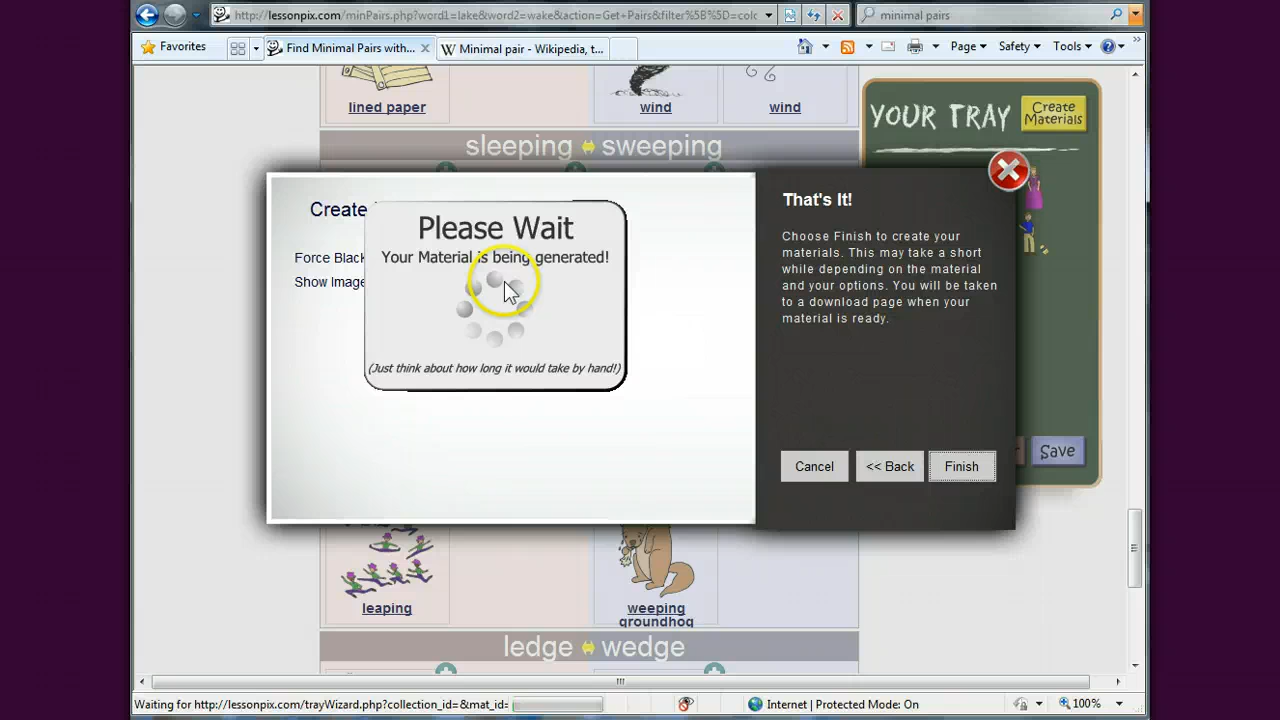 http://lessonpix.com/minPairs.php?word1=lake&word2=wake&action=Get+Pairs&filter%5B%5D=colo
minimal pairs
Favorites
Find Minimal Pairs with...
Minimal pair - Wikipedia, t...
Page
Safety
Tools
lined paper
wind
wind
YOUR TRAY
Create Materials
sleeping sweeping
Create
Force Black
Show Image
Please Wait
Your Material is being generated!
(Just think about how long it would take by hand!)
That's It!
Choose Finish to create your
materials. This may take a short
while depending on the material
and your options. You will be taken
to a download page when your
material is ready.
Cancel
<< Back
Finish
Save
leaping
weeping
groundhog
ledge wedge
Waiting for http://lessonpix.com/trayWizard.php?collection_id=&mat_id=
Internet | Protected Mode: On
100%